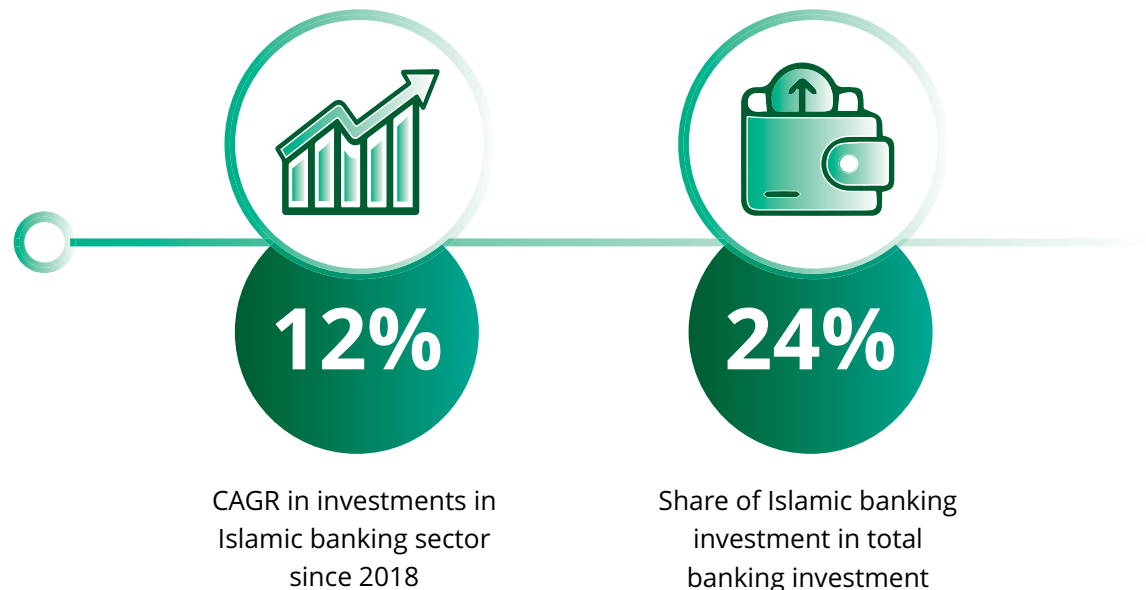 12%
CAGR in investments in
Islamic banking sector
since 2018
24%
Share of Islamic banking
investment in total
banking investment